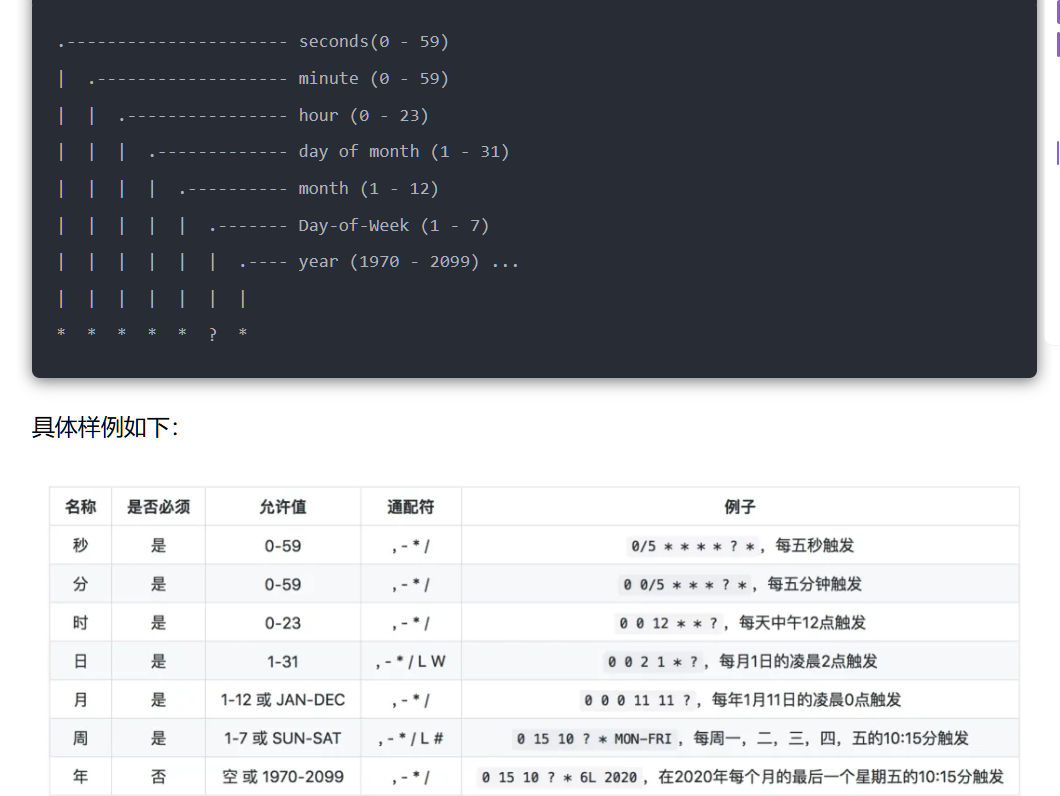 .---------------------- seconds(0 - 59)
|  .------------------- minute (0 - 59)
|  |  .---------------- hour (0 - 23)
|  |  |  .------------- day of month (1 - 31)
|  |  |  |  .---------- month (1 - 12)
|  |  |  |  |  .------- Day-of-Week (1 - 7)
|  |  |  |  |  |  .---- year (1970 - 2099) ...
|  |  |  |  |  |  |
*  *  *  *  *  ?  *
具体样例如下：
名称 是否必须 允许值 通配符 例子
秒 是 0-59 , - * / 0/5 * * * * ? *，每五秒触发
分 是 0-59 , - * / 0 0/5 * * * ? *，每五分钟触发
时 是 0-23 , - * / 0 0 12 * * ?，每天中午12点触发
日 是 1-31 , - * / L W 0 0 2 1 * ?，每月1日的凌晨2点触发
月 是 1-12 或 JAN-DEC , - * / 0 0 0 11 11 ?，每年1月11日的凌晨0点触发
周 是 1-7 或 SUN-SAT , - * / L # 0 15 10 ? * MON-FRI，每周一，二，三，四，五的10:15分触发
年 否 空 或 1970-2099 , - * / 0 15 10 ? * 6L 2020，在2020年每个月的最后一个星期五的10:15分触发